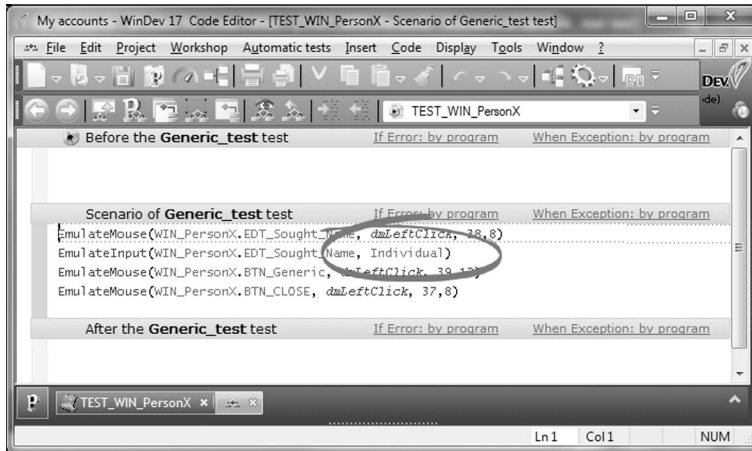 My accounts - WinDev 17 Code Editor - [TEST_WIN_PersonX - Scenario of Generic_test test]
File Edit Project Workshop Automatic tests Insert Code Display Tools Window ?
DEV
TEST_WIN_PersonX
Before the Generic_test test If Error: by program When Exception: by program
Scenario of Generic_test test If Error: by program When Exception: by program
EmulateMouse(WIN_PersonX.EDT_Sought_Name, dmLeftClick, 38,8)
EmulateInput(WIN_PersonX.EDT_Sought_Name, Individual)
EmulateMouse(WIN_PersonX.BTN_Generic, dmLeftClick, 39
EmulateMouse(WIN_PersonX.BTN_CLOSE, dmLeftClick, 37,8)
After the Generic_test test If Error: by program When Exception: by program
TEST_WIN_PersonX
Ln 1 Col 1 NUM